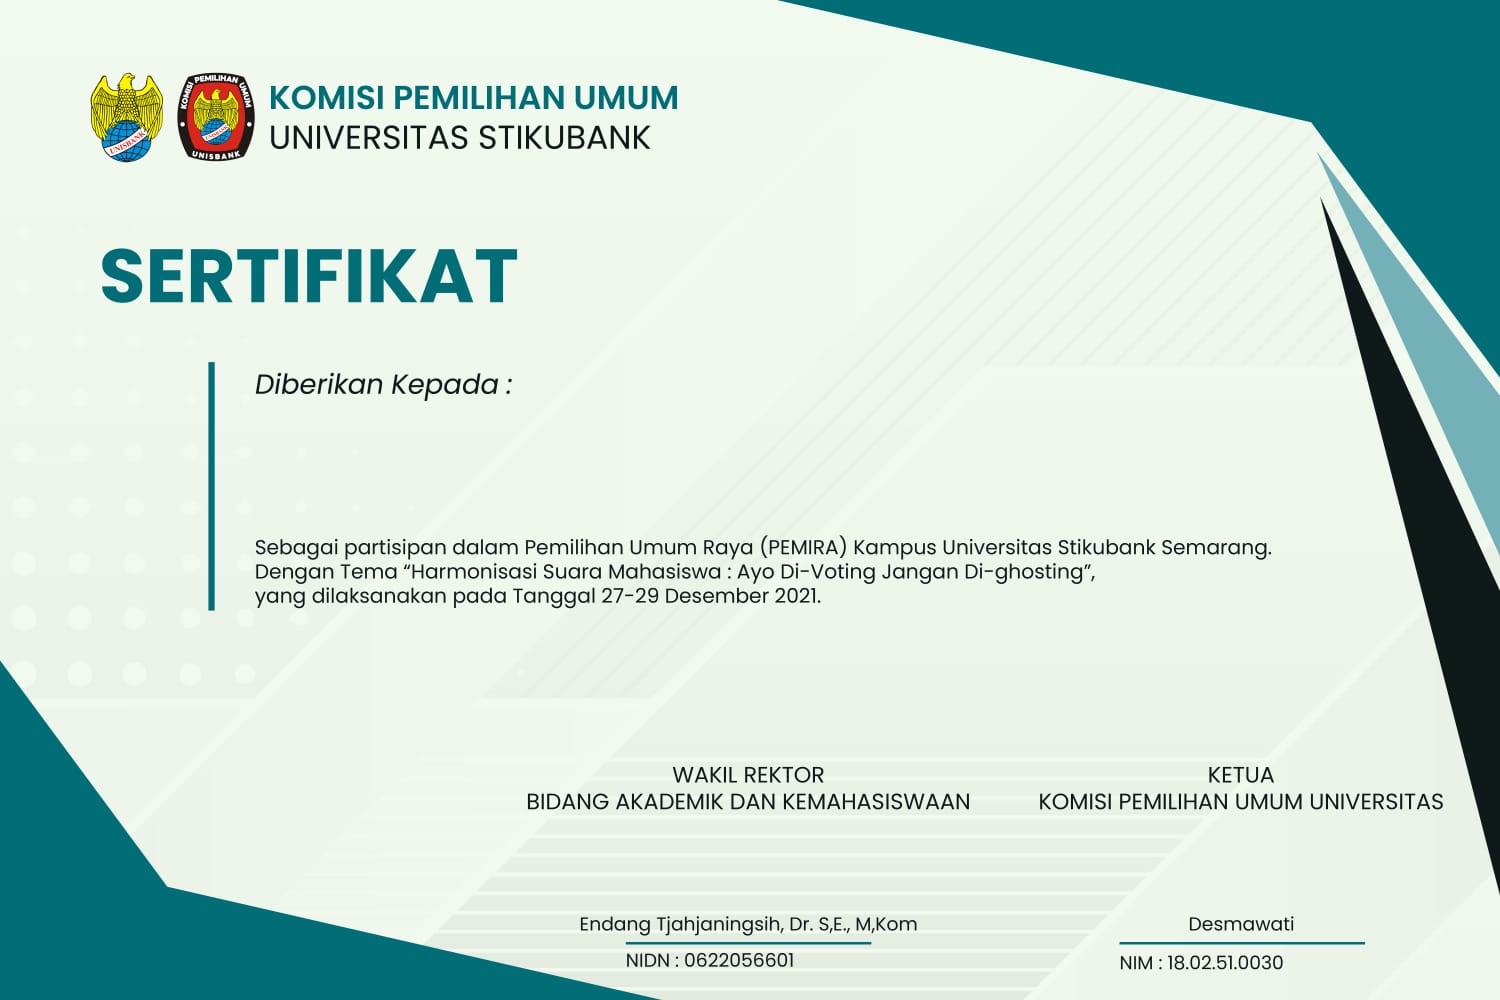 KOMISI PEMILIHAN UMUM
UNIVERSITAS STIKUBANK
UNISBANK
KOMISI PEMILIHAN UMUM
UNISBANK
UNISBANK
SERTIFIKAT
Diberikan Kepada :
Sebagai partisipan dalam Pemilihan Umum Raya (PEMIRA) Kampus Universitas Stikubank Semarang.
Dengan Tema “Harmonisasi Suara Mahasiswa : Ayo Di-Voting Jangan Di-ghosting”,
yang dilaksanakan pada Tanggal 27-29 Desember 2021.
WAKIL REKTOR
BIDANG AKADEMIK DAN KEMAHASISWAAN
Endang Tjahjaningsih, Dr. S,E., M,Kom
NIDN : 0622056601
KETUA
KOMISI PEMILIHAN UMUM UNIVERSITAS
Desmawati
NIM : 18.02.51.0030